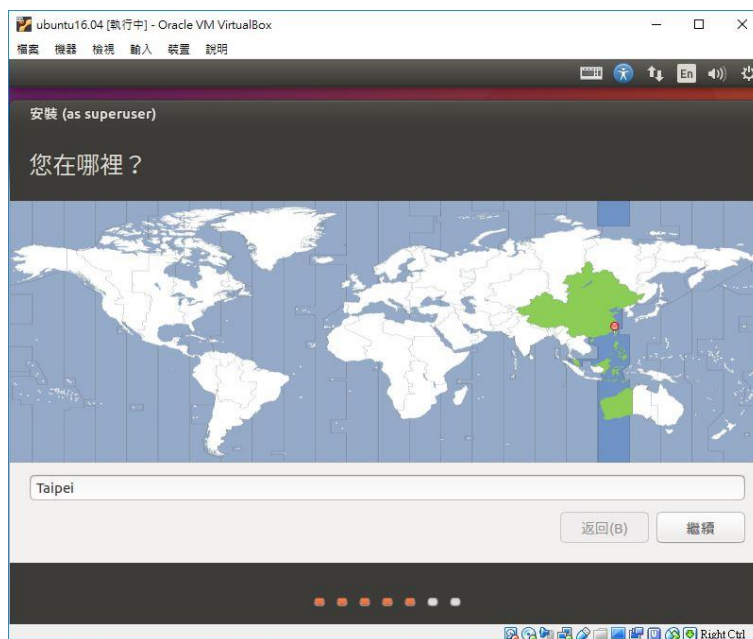 ubuntu16.04 [執行中] - Oracle VM VirtualBox
檔案 機器 檢視 輸入 裝置 說明
En
安裝 (as superuser)
您在哪裡？
Taipei
返回(B) 繼續
Right Ctrl